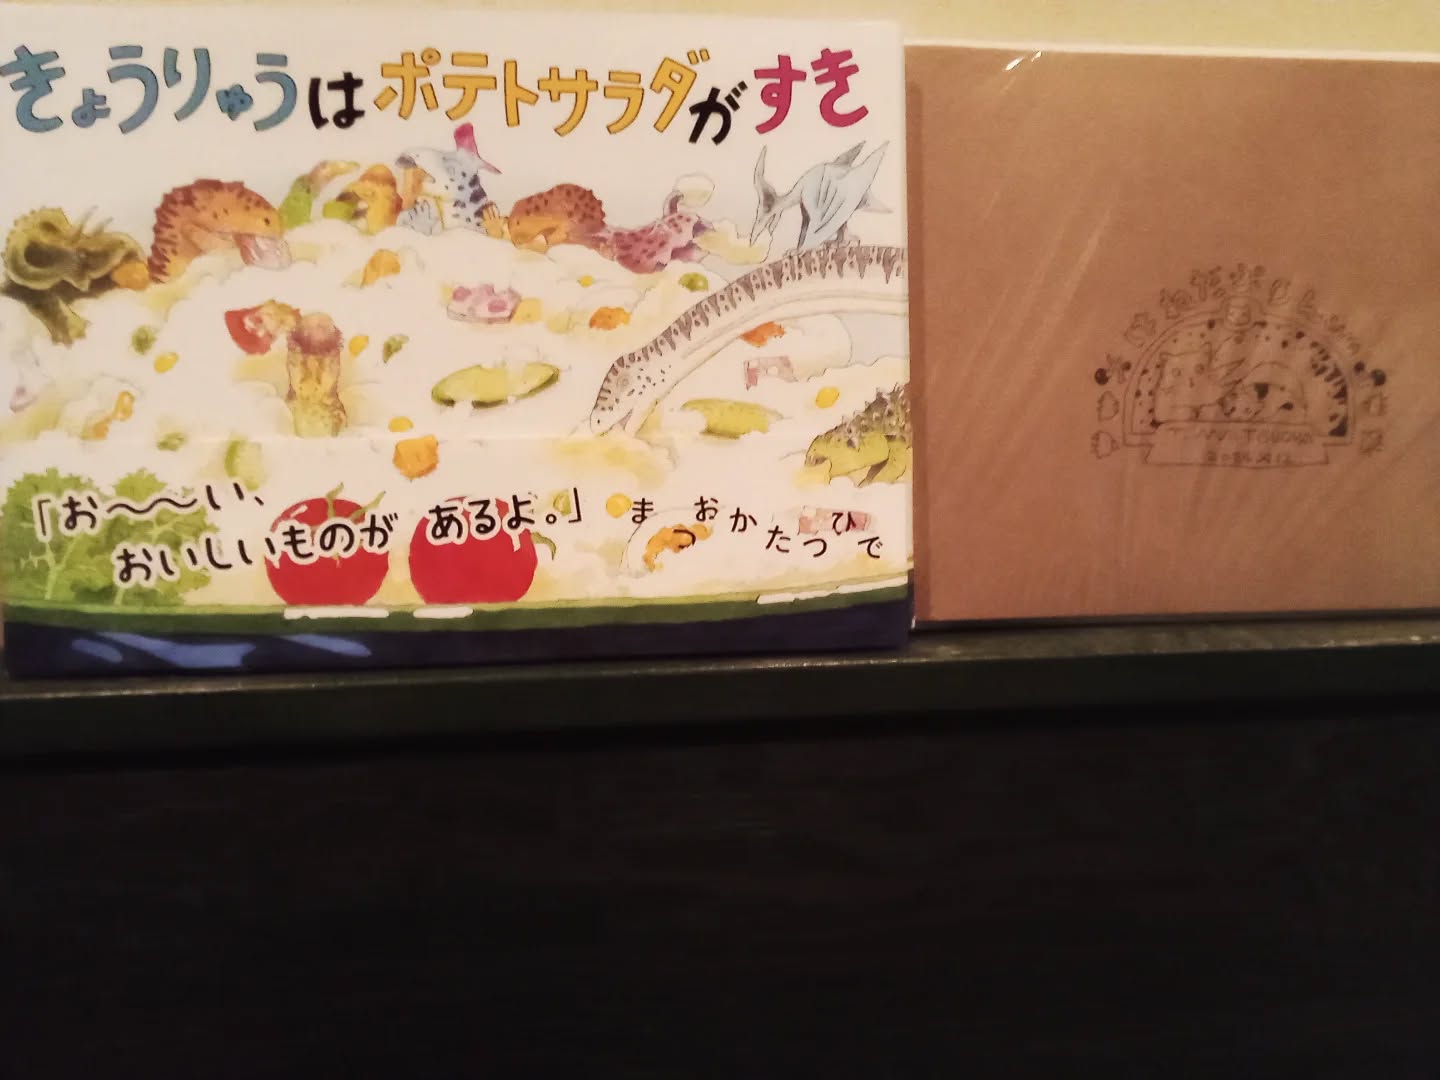 きょうりゅうはポテトサラダがすき
「お〜〜い、
おいしいものが あるよ。」
まつおかたつひで